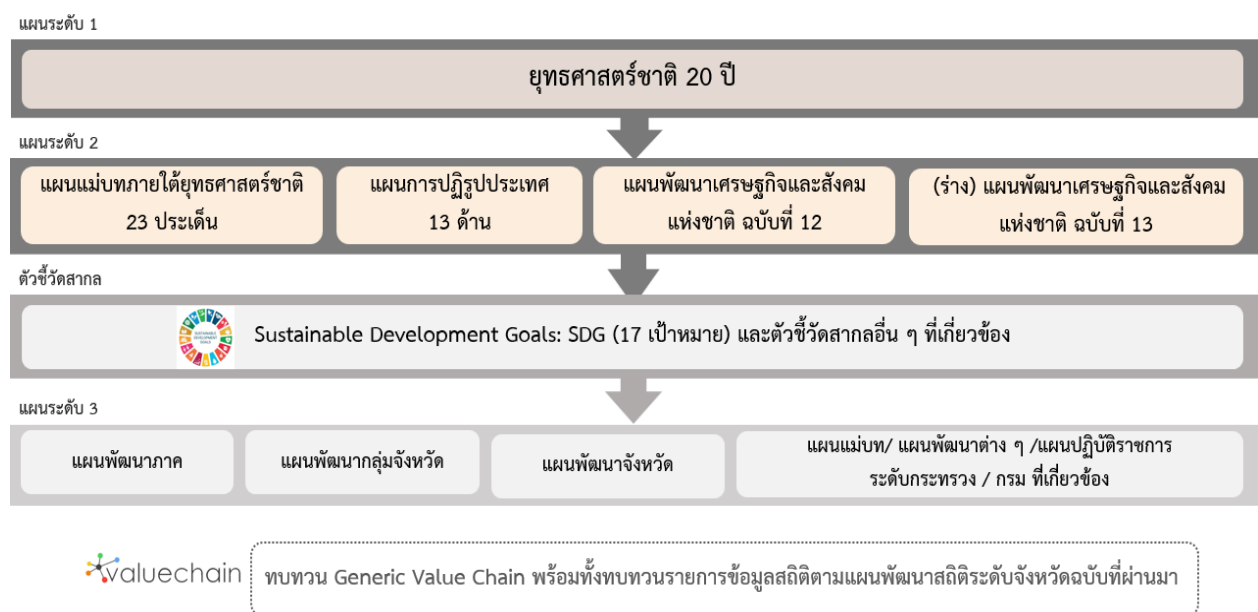 แผนระดับ 1
ยุทธศาสตร์ชาติ 20 ปี
แผนระดับ 2
แผนแม่บทภายใต้ยุทธศาสตร์ชาติ
23 ประเด็น
แผนการปฏิรูปประเทศ
13 ด้าน
แผนพัฒนาเศรษฐกิจและสังคม
แห่งชาติ ฉบับที่ 12
(ร่าง) แผนพัฒนาเศรษฐกิจและสังคม
แห่งชาติ ฉบับที่ 13
ตัวชี้วัดสากล
SUSTAINABLE
DEVELOPMENT
GOALS
Sustainable Development Goals: SDG (17 เป้าหมาย) และตัวชี้วัดสากลอื่น ๆ ที่เกี่ยวข้อง
แผนระดับ 3
แผนพัฒนาภาค
แผนพัฒนากลุ่มจังหวัด
แผนพัฒนาจังหวัด
แผนแม่บท/ แผนพัฒนาต่าง ๆ /แผนปฏิบัติราชการ
ระดับกระทรวง / กรม ที่เกี่ยวข้อง
valuechain
ทบทวน Generic Value Chain พร้อมทั้งทบทวนรายการข้อมูลสถิติตามแผนพัฒนาสถิติระดับจังหวัดฉบับที่ผ่านมา